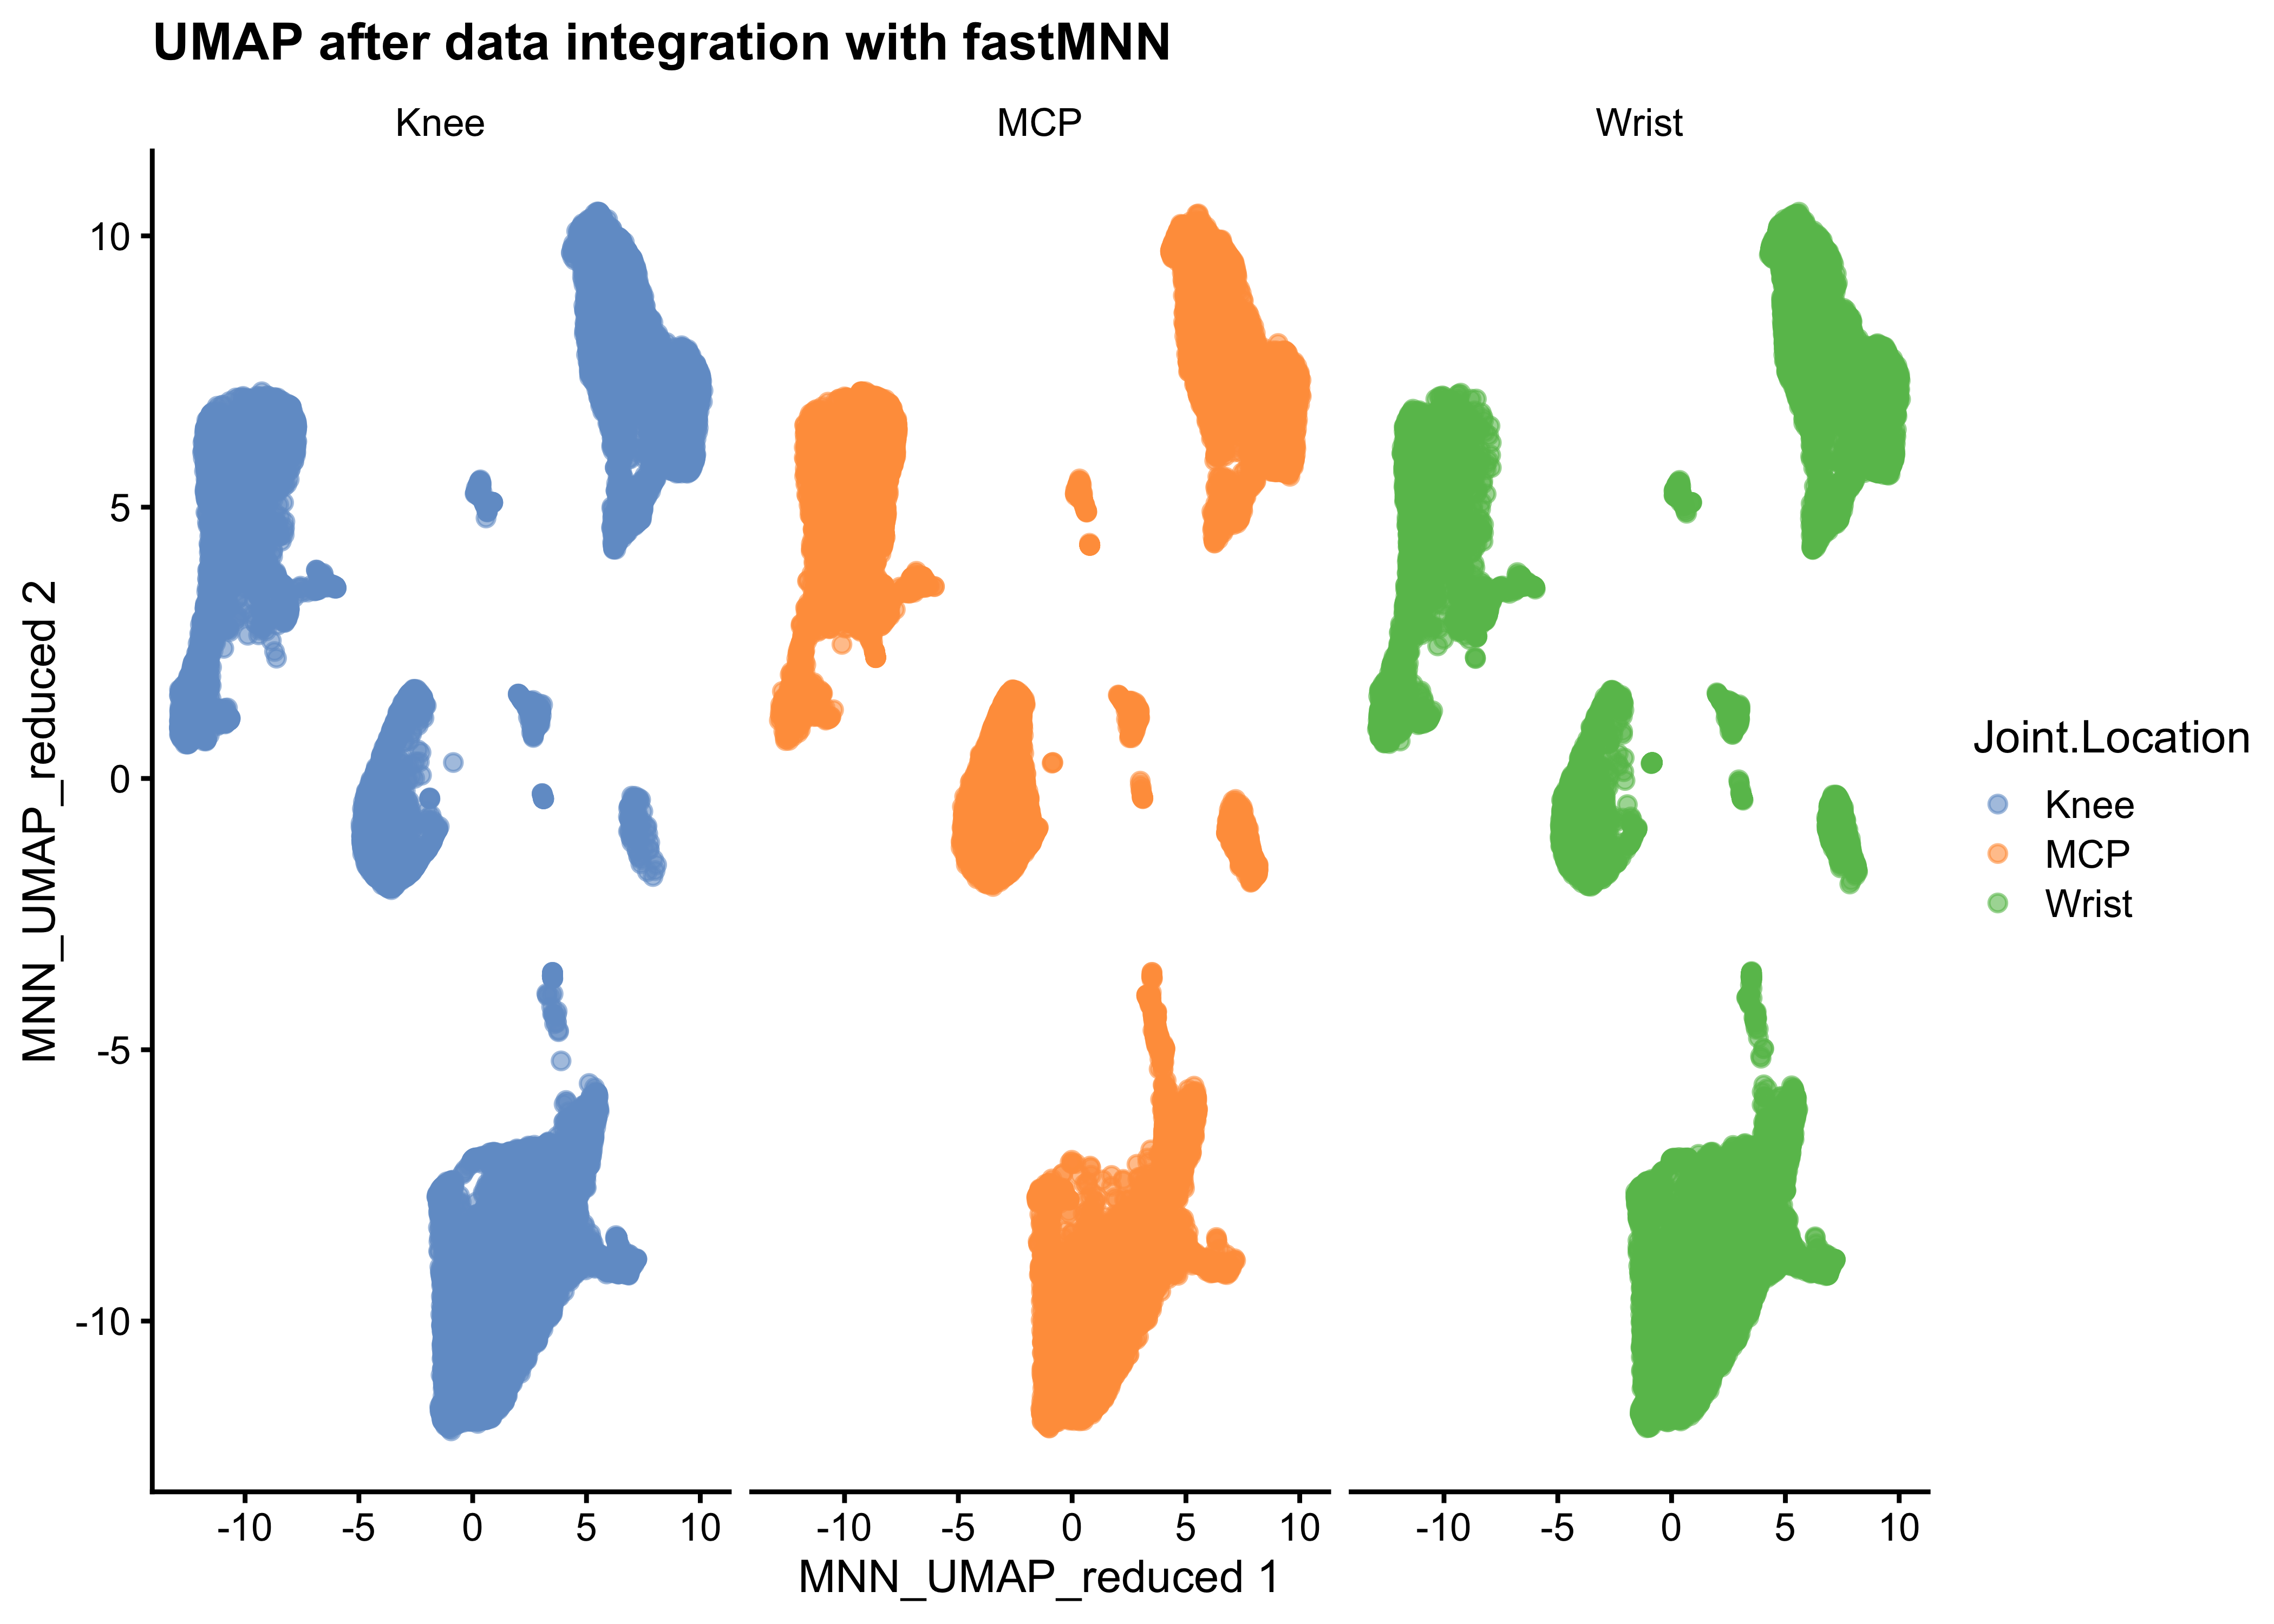 UMAP after data integration with fastMNN
Knee
MCP
Wrist
MNN_UMAP_reduced 2
10
5
0
-5
-10
-10 -5 0 5 10
-10 -5 0 5 10
-10 -5 0 5 10
MNN_UMAP_reduced 1
Joint.Location
Knee
MCP
Wrist